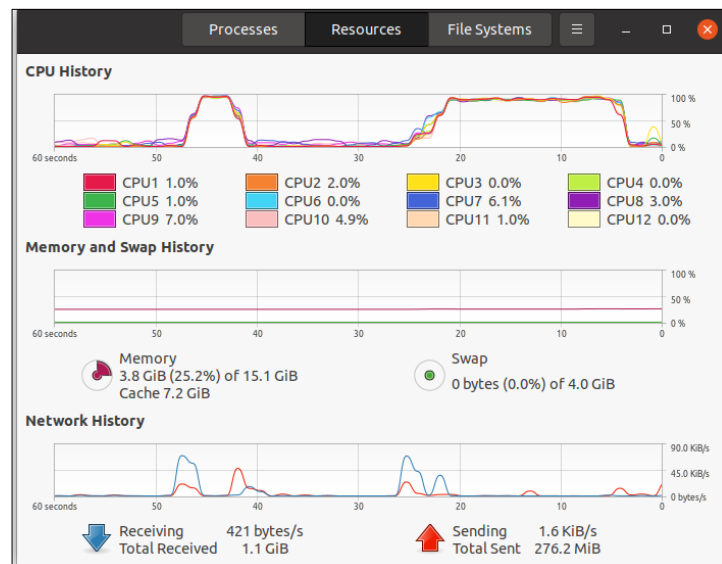 Processes Resources File Systems
CPU History
100 %
50 %
0 %
60 seconds 50 40 30 20 10 0
CPU1 1.0% CPU2 2.0% CPU3 0.0% CPU4 0.0%
CPU5 1.0% CPU6 0.0% CPU7 6.1% CPU8 3.0%
CPU9 7.0% CPU10 4.9% CPU11 1.0% CPU12 0.0%
Memory and Swap History
100 %
50 %
0 %
60 seconds 50 40 30 20 10 0
Memory
3.8 GiB (25.2%) of 15.1 GiB
Cache 7.2 GiB
Swap
0 bytes (0.0%) of 4.0 GiB
Network History
90.0 KiB/s
45.0 KiB/s
0 bytes/s
60 seconds 50 40 30 20 10 0
Receiving 421 bytes/s
Total Received 1.1 GiB
Sending 1.6 KiB/s
Total Sent 276.2 MiB